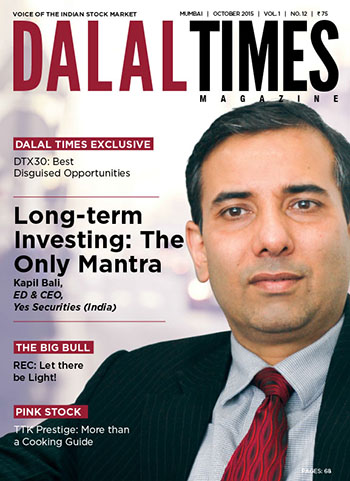 VOICE OF THE INDIAN STOCK MARKET
MUMBAI | OCTOBER 2015 | VOL. 1 | NO. 12 | ₹ 75
DALAL TIMES
MAGAZINE
DALAL TIMES EXCLUSIVE
DTX30: Best
Disguised Opportunities
Long-term
Investing: The
Only Mantra
Kapil Bali,
ED & CEO,
Yes Securities (India)
THE BIG BULL
REC: Let there
be Light!
PINK STOCK
TTK Prestige: More than
a Cooking Guide
PAGES: 68